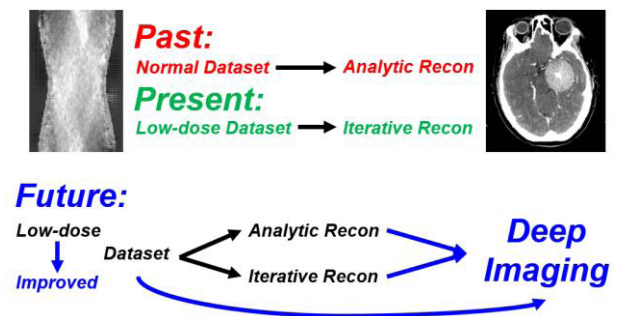 Past:
Normal Dataset Analytic Recon
Present:
Low-dose Dataset Iterative Recon
Future:
Low-dose
Improved
Dataset
Analytic Recon
Iterative Recon
Deep
Imaging